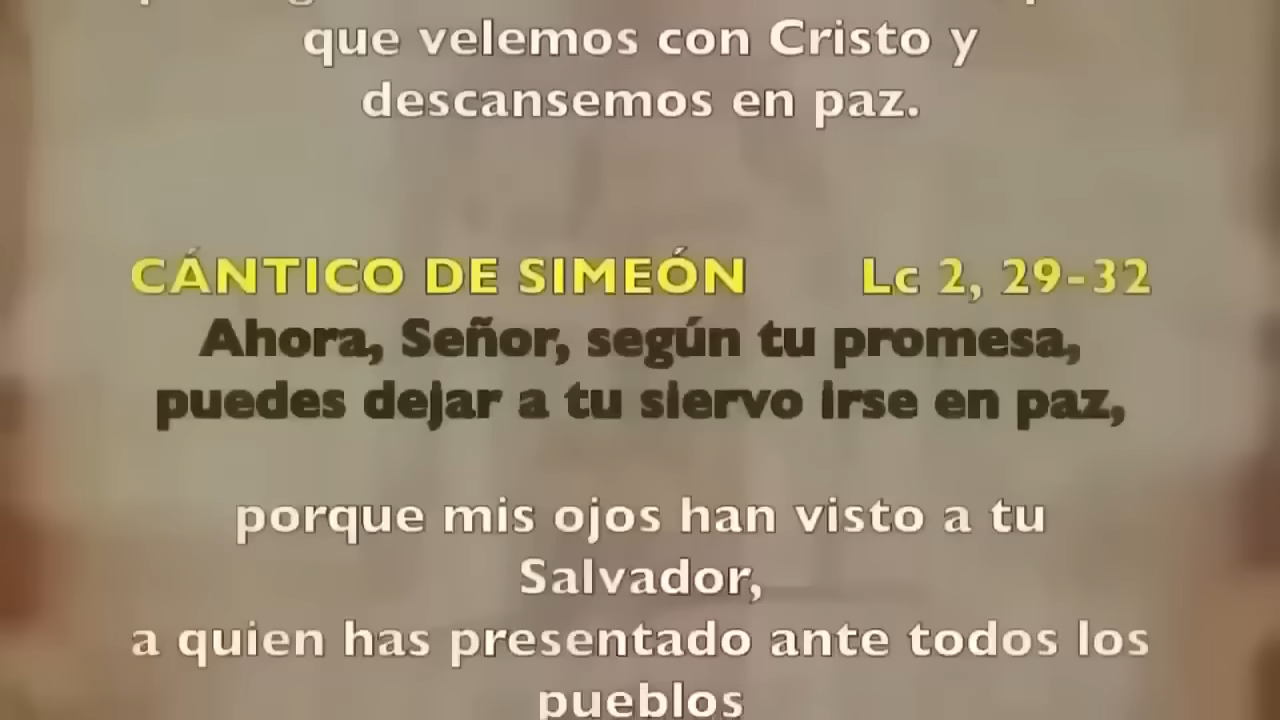 que velemos con Cristo y
descansemos en paz.
CÁNTICO DE SIMEÓN Lc 2, 29-32
Ahora, Señor, según tu promesa,
puedes dejar a tu siervo irse en paz,
porque mis ojos han visto a tu
Salvador,
a quien has presentado ante todos los
pueblos